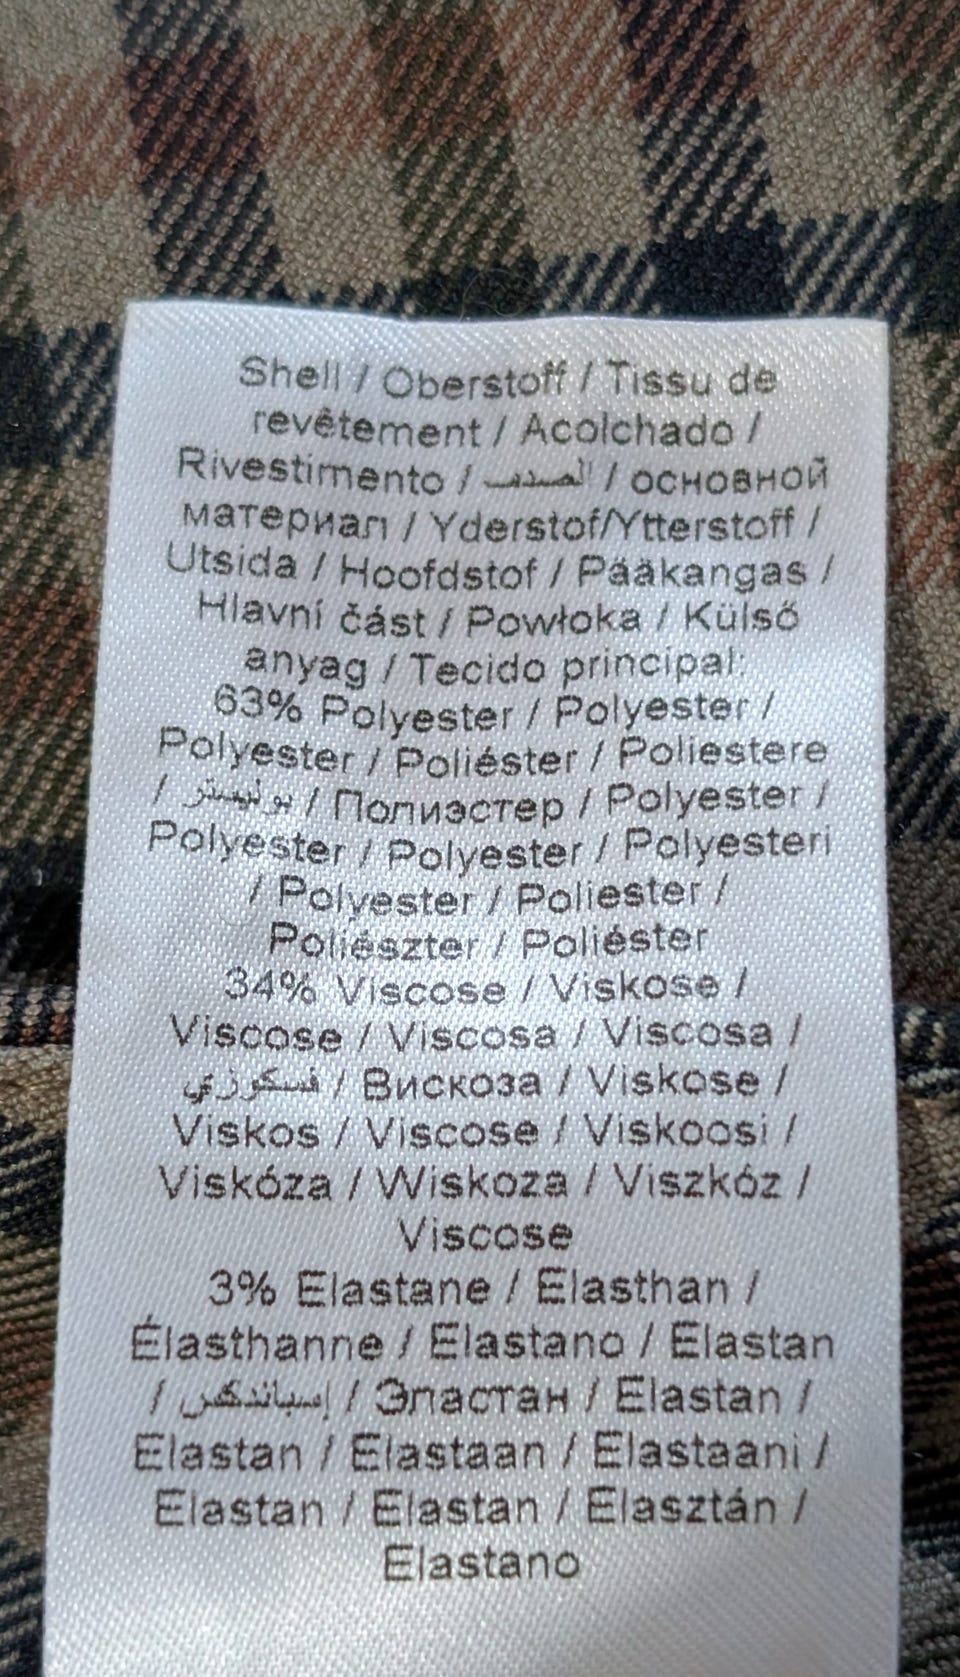 Shell / Oberstoff / Tissu de
revêtement / Acolchado /
Rivestimento / الصدف / основной
материал / Yderstof/Ytterstoff /
Utsida / Hoofdstof / Pääkangas /
Hlavní část / Powłoka / Külső
anyag / Tecido principal:
63% Polyester / Polyester /
Polyester / Poliéster / Poliestere
/ بوليستر / Полиэстер / Polyester /
Polyester / Polyester / Polyesteri
/ Polyester / Poliester /
Poliészter / Poliéster
34% Viscose / Viskose /
Viscose / Viscosa / Viscosa /
فسكوزي / Вискоза / Viskose /
Viskos / Viscose / Viskoosi /
Viskóza / Wiskoza / Viszkóz /
Viscose
3% Elastane / Elasthan /
Élasthanne / Elastano / Elastan
/ إسباندكس / Эластан / Elastan /
Elastan / Elastaan / Elastaani /
Elastan / Elastan / Elasztán /
Elastano